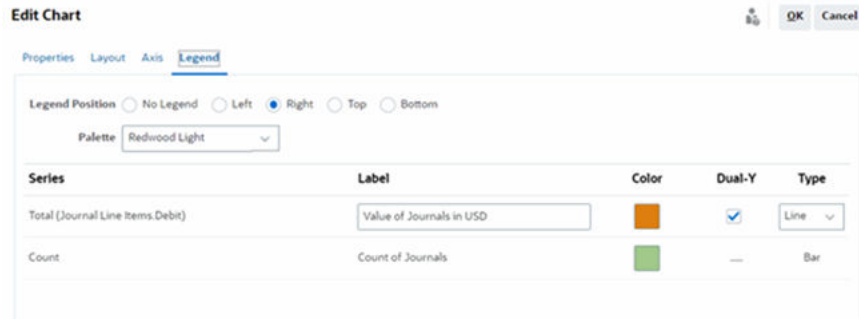 Edit Chart
OK Cancel
Properties Layout Axis Legend
Legend Position No Legend Left Right Top Bottom
Palette Redwood Light
Series Label Color Dual-Y Type
Total (Journal Line Items.Debit) Value of Journals in USD Line
Count Count of Journals — Bar